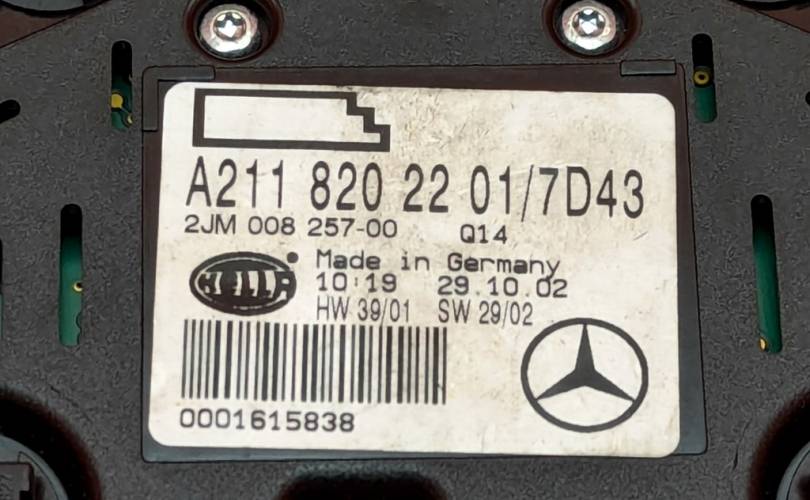 A211 820 22 01/7D43
2JM 008 257-00 Q14
HELLA
Made in Germany
10:19 29.10.02
HW 39/01 SW 29/02
0001615838